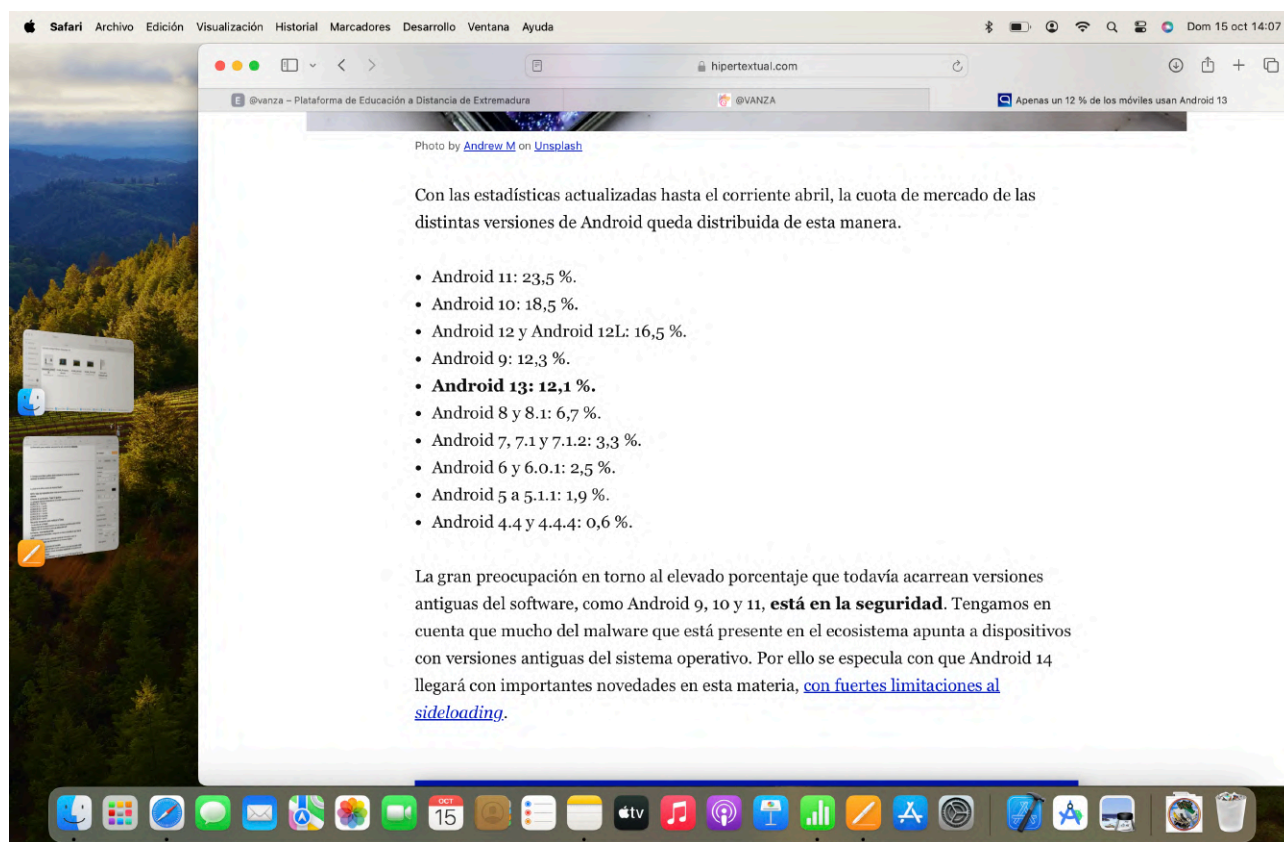 Safari Archivo Edición Visualización Historial Marcadores Desarrollo Ventana Ayuda Dom 15 oct 14:07
hipertextual.com
E @vanza – Plataforma de Educación a Distancia de Extremadura @VANZA Apenas un 12 % de los móviles usan Android 13
Photo by Andrew M on Unsplash
Con las estadísticas actualizadas hasta el corriente abril, la cuota de mercado de las
distintas versiones de Android queda distribuida de esta manera.
• Android 11: 23,5 %.
• Android 10: 18,5 %.
• Android 12 y Android 12L: 16,5 %.
• Android 9: 12,3 %.
• Android 13: 12,1 %.
• Android 8 y 8.1: 6,7 %.
• Android 7, 7.1 y 7.1.2: 3,3 %.
• Android 6 y 6.0.1: 2,5 %.
• Android 5 a 5.1.1: 1,9 %.
• Android 4.4 y 4.4.4: 0,6 %.
La gran preocupación en torno al elevado porcentaje que todavía acarrean versiones
antiguas del software, como Android 9, 10 y 11, está en la seguridad. Tengamos en
cuenta que mucho del malware que está presente en el ecosistema apunta a dispositivos
con versiones antiguas del sistema operativo. Por ello se especula con que Android 14
llegará con importantes novedades en esta materia, con fuertes limitaciones al
sideloading.
OCT
15
tv